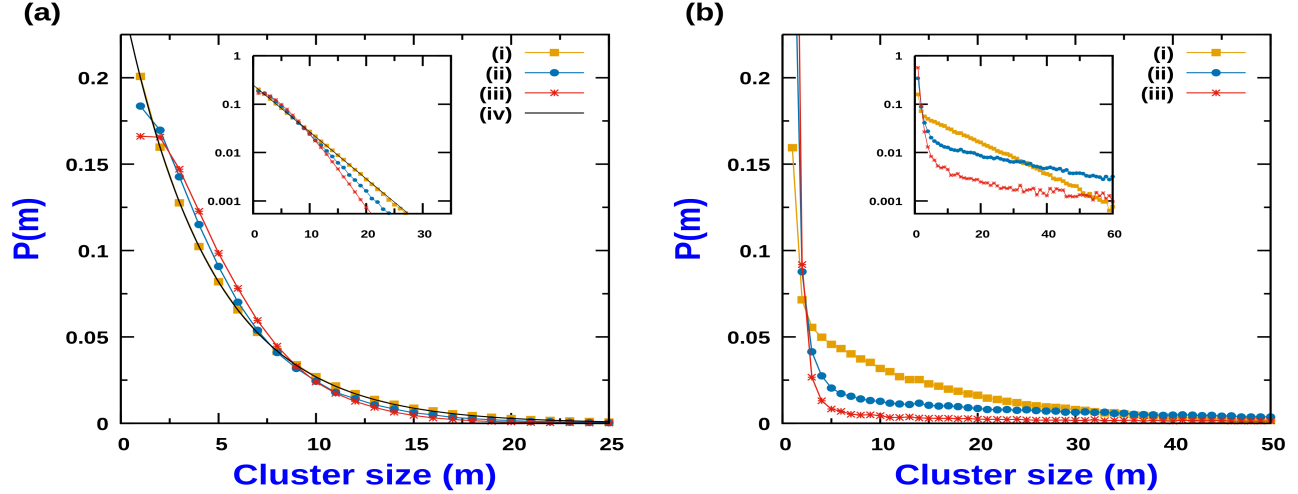 (a)
P(m)
0.2
0.15
0.1
0.05
0
0 5 10 15 20 25
Cluster size (m)
(i)
(ii)
(iii)
(iv)
1
0.1
0.01
0.001
0 10 20 30
(b)
P(m)
0.2
0.15
0.1
0.05
0
0 10 20 30 40 50
Cluster size (m)
(i)
(ii)
(iii)
1
0.1
0.01
0.001
0 20 40 60